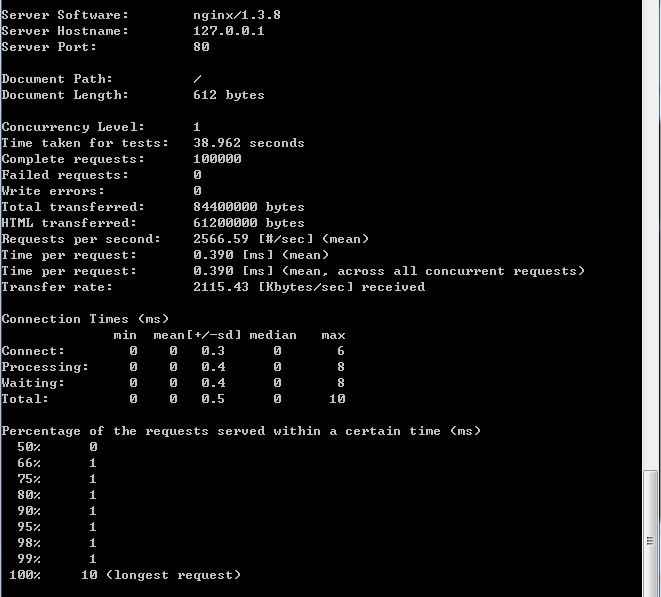 Server Software:        nginx/1.3.8
Server Hostname:        127.0.0.1
Server Port:            80
Document Path:          /
Document Length:        612 bytes
Concurrency Level:      1
Time taken for tests:   38.962 seconds
Complete requests:      100000
Failed requests:        0
Write errors:           0
Total transferred:      84400000 bytes
HTML transferred:       61200000 bytes
Requests per second:    2566.59 [#/sec] (mean)
Time per request:       0.390 [ms] (mean)
Time per request:       0.390 [ms] (mean, across all concurrent requests)
Transfer rate:          2115.43 [Kbytes/sec] received
Connection Times (ms)
              min  mean[+/-sd] median   max
Connect:        0    0   0.3      0       6
Processing:     0    0   0.4      0       8
Waiting:        0    0   0.4      0       8
Total:          0    0   0.5      0      10
Percentage of the requests served within a certain time (ms)
  50%      0
  66%      1
  75%      1
  80%      1
  90%      1
  95%      1
  98%      1
  99%      1
 100%     10 (longest request)